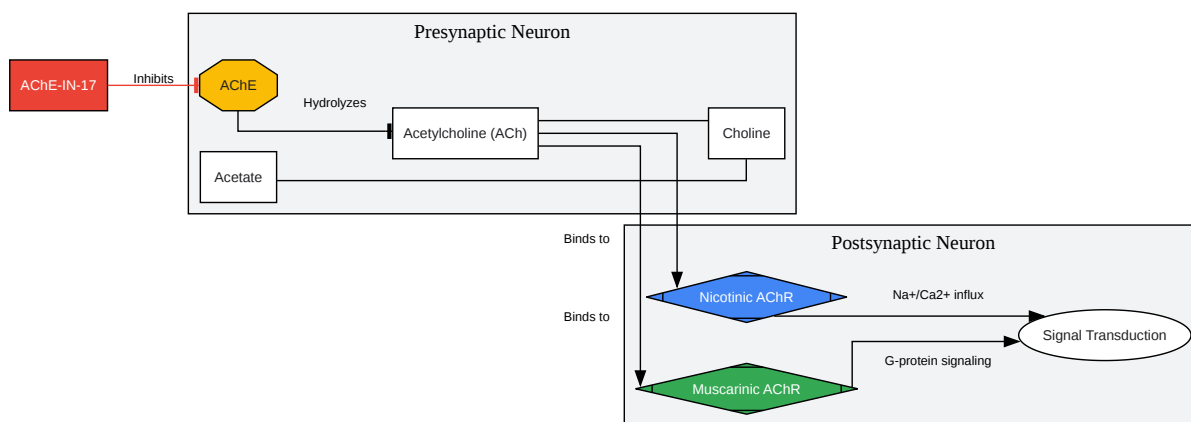 Presynaptic Neuron
AChE-IN-17
Inhibits
AChE
Hydrolyzes
Acetylcholine (ACh)
Choline
Acetate
Binds to
Postsynaptic Neuron
Nicotinic AChR
Na+/Ca2+ influx
Binds to
Signal Transduction
G-protein signaling
Muscarinic AChR